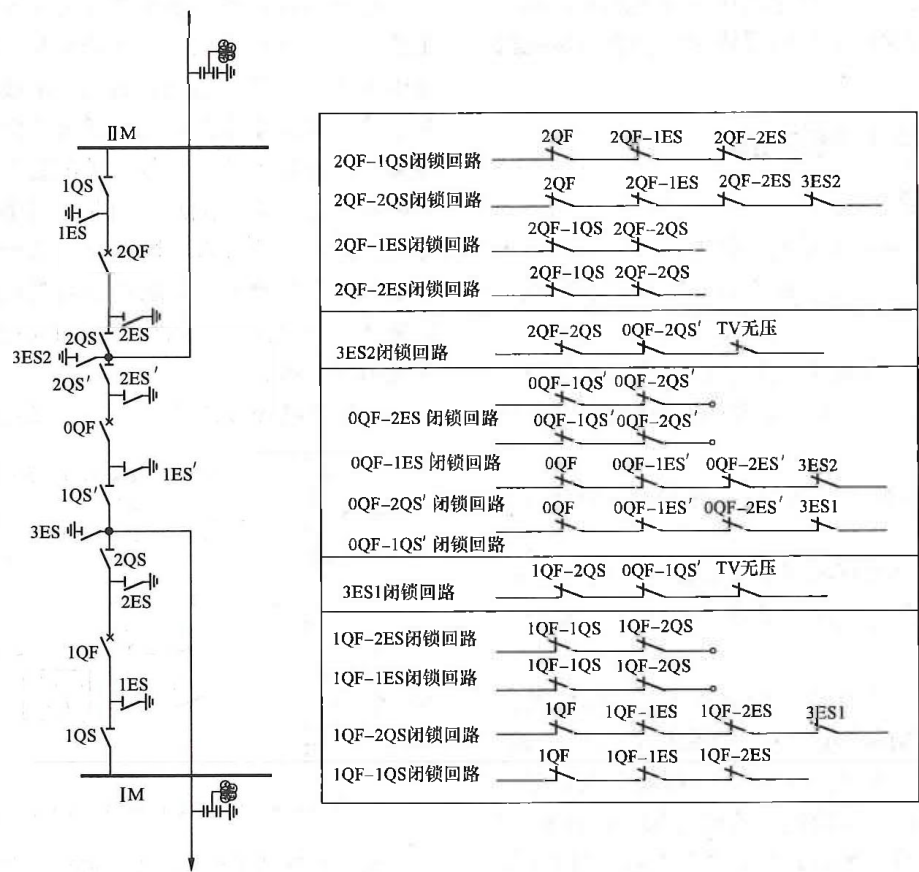 ⅡM
1QS
1ES
2QF
2ES
2QS
3ES2
2QS′
2ES′
0QF
1ES′
1QS′
3ES
2QS
2ES
1QF
1ES
1QS
ⅠM
2QF 2QF-1ES 2QF-2ES
2QF-1QS闭锁回路
2QF 2QF-1ES 2QF-2ES 3ES2
2QF-2QS闭锁回路
2QF-1QS 2QF-2QS
2QF-1ES闭锁回路
2QF-1QS 2QF-2QS
2QF-2ES闭锁回路
2QF-2QS 0QF-2QS′ TV无压
3ES2闭锁回路
0QF-1QS′ 0QF-2QS′
0QF-2ES 闭锁回路
0QF-1QS′ 0QF-2QS′
0QF-1ES 闭锁回路
0QF 0QF-1ES′ 0QF-2ES′ 3ES2
0QF-2QS′ 闭锁回路
0QF 0QF-1ES′ 0QF-2ES′ 3ES1
0QF-1QS′ 闭锁回路
1QF-2QS 0QF-1QS′ TV无压
3ES1闭锁回路
1QF-1QS 1QF-2QS
1QF-2ES闭锁回路
1QF-1QS 1QF-2QS
1QF-1ES闭锁回路
1QF 1QF-1ES 1QF-2ES 3ES1
1QF-2QS闭锁回路
1QF 1QF-1ES 1QF-2ES
1QF-1QS闭锁回路